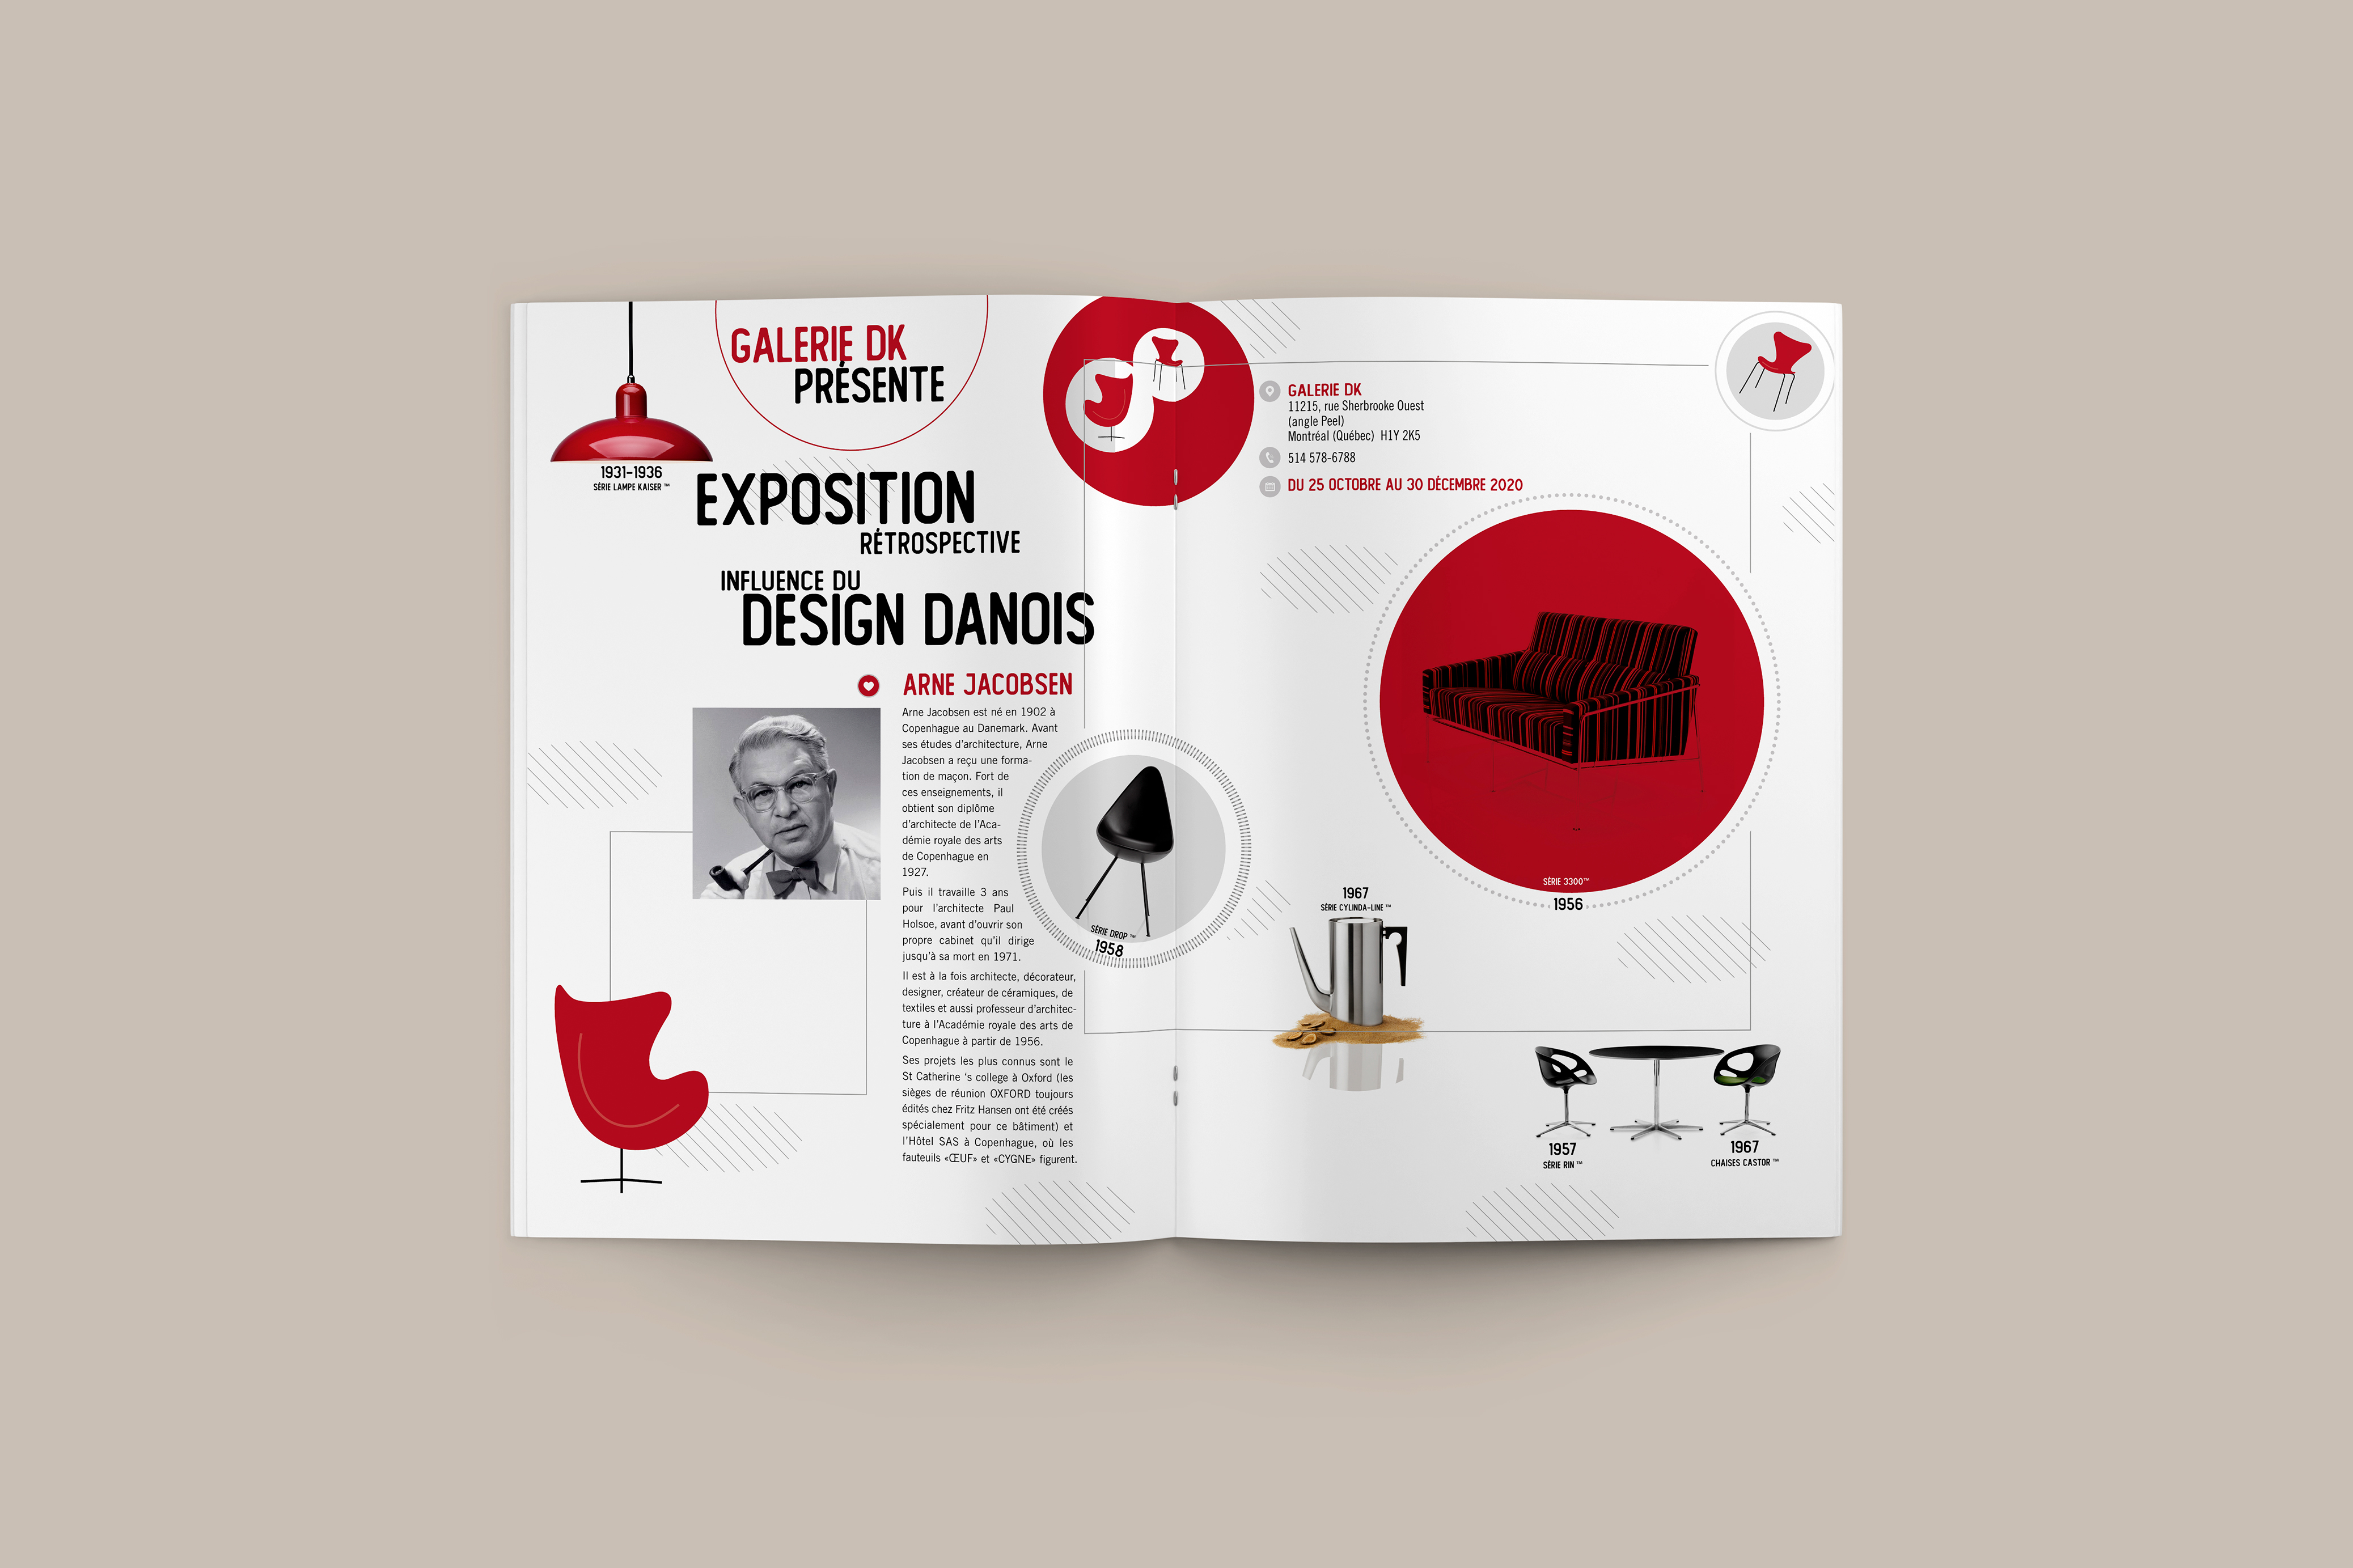 GALERIE DK
PRÉSENTE
1931-1936
SÉRIE LAMPE KAISER ™
EXPOSITION
RÉTROSPECTIVE
INFLUENCE DU
DESIGN DANOIS
ARNE JACOBSEN
Arne Jacobsen est né en 1902 à
Copenhague au Danemark. Avant
ses études d'architecture, Arne
Jacobsen a reçu une forma-
tion de maçon. Fort de
ces enseignements, il
obtient son diplôme
d'architecte de l'Aca-
démie royale des arts
de Copenhague en
1927.
Puis il travaille 3 ans
pour l'architecte Paul
Holsoe, avant d'ouvrir son
propre cabinet qu'il dirige
jusqu'à sa mort en 1971.
Il est à la fois architecte, décorateur,
designer, créateur de céramiques, de
textiles et aussi professeur d'architec-
ture à l'Académie royale des arts de
Copenhague à partir de 1956.
Ses projets les plus connus sont le
St Catherine 's college à Oxford (les
sièges de réunion OXFORD toujours
édités chez Fritz Hansen ont été créés
spécialement pour ce bâtiment) et
l'Hôtel SAS à Copenhague, où les
fauteuils «ŒUF» et «CYGNE» figurent.
SÉRIE DROP ™
1958
GALERIE DK
11215, rue Sherbrooke Ouest
(angle Peel)
Montréal (Québec) H1Y 2K5
514 578-6788
DU 25 OCTOBRE AU 30 DÉCEMBRE 2020
SÉRIE 3300™
1956
1967
SÉRIE CYLINDA-LINE ™
1957
SÉRIE RIN ™
1967
CHAISES CASTOR ™